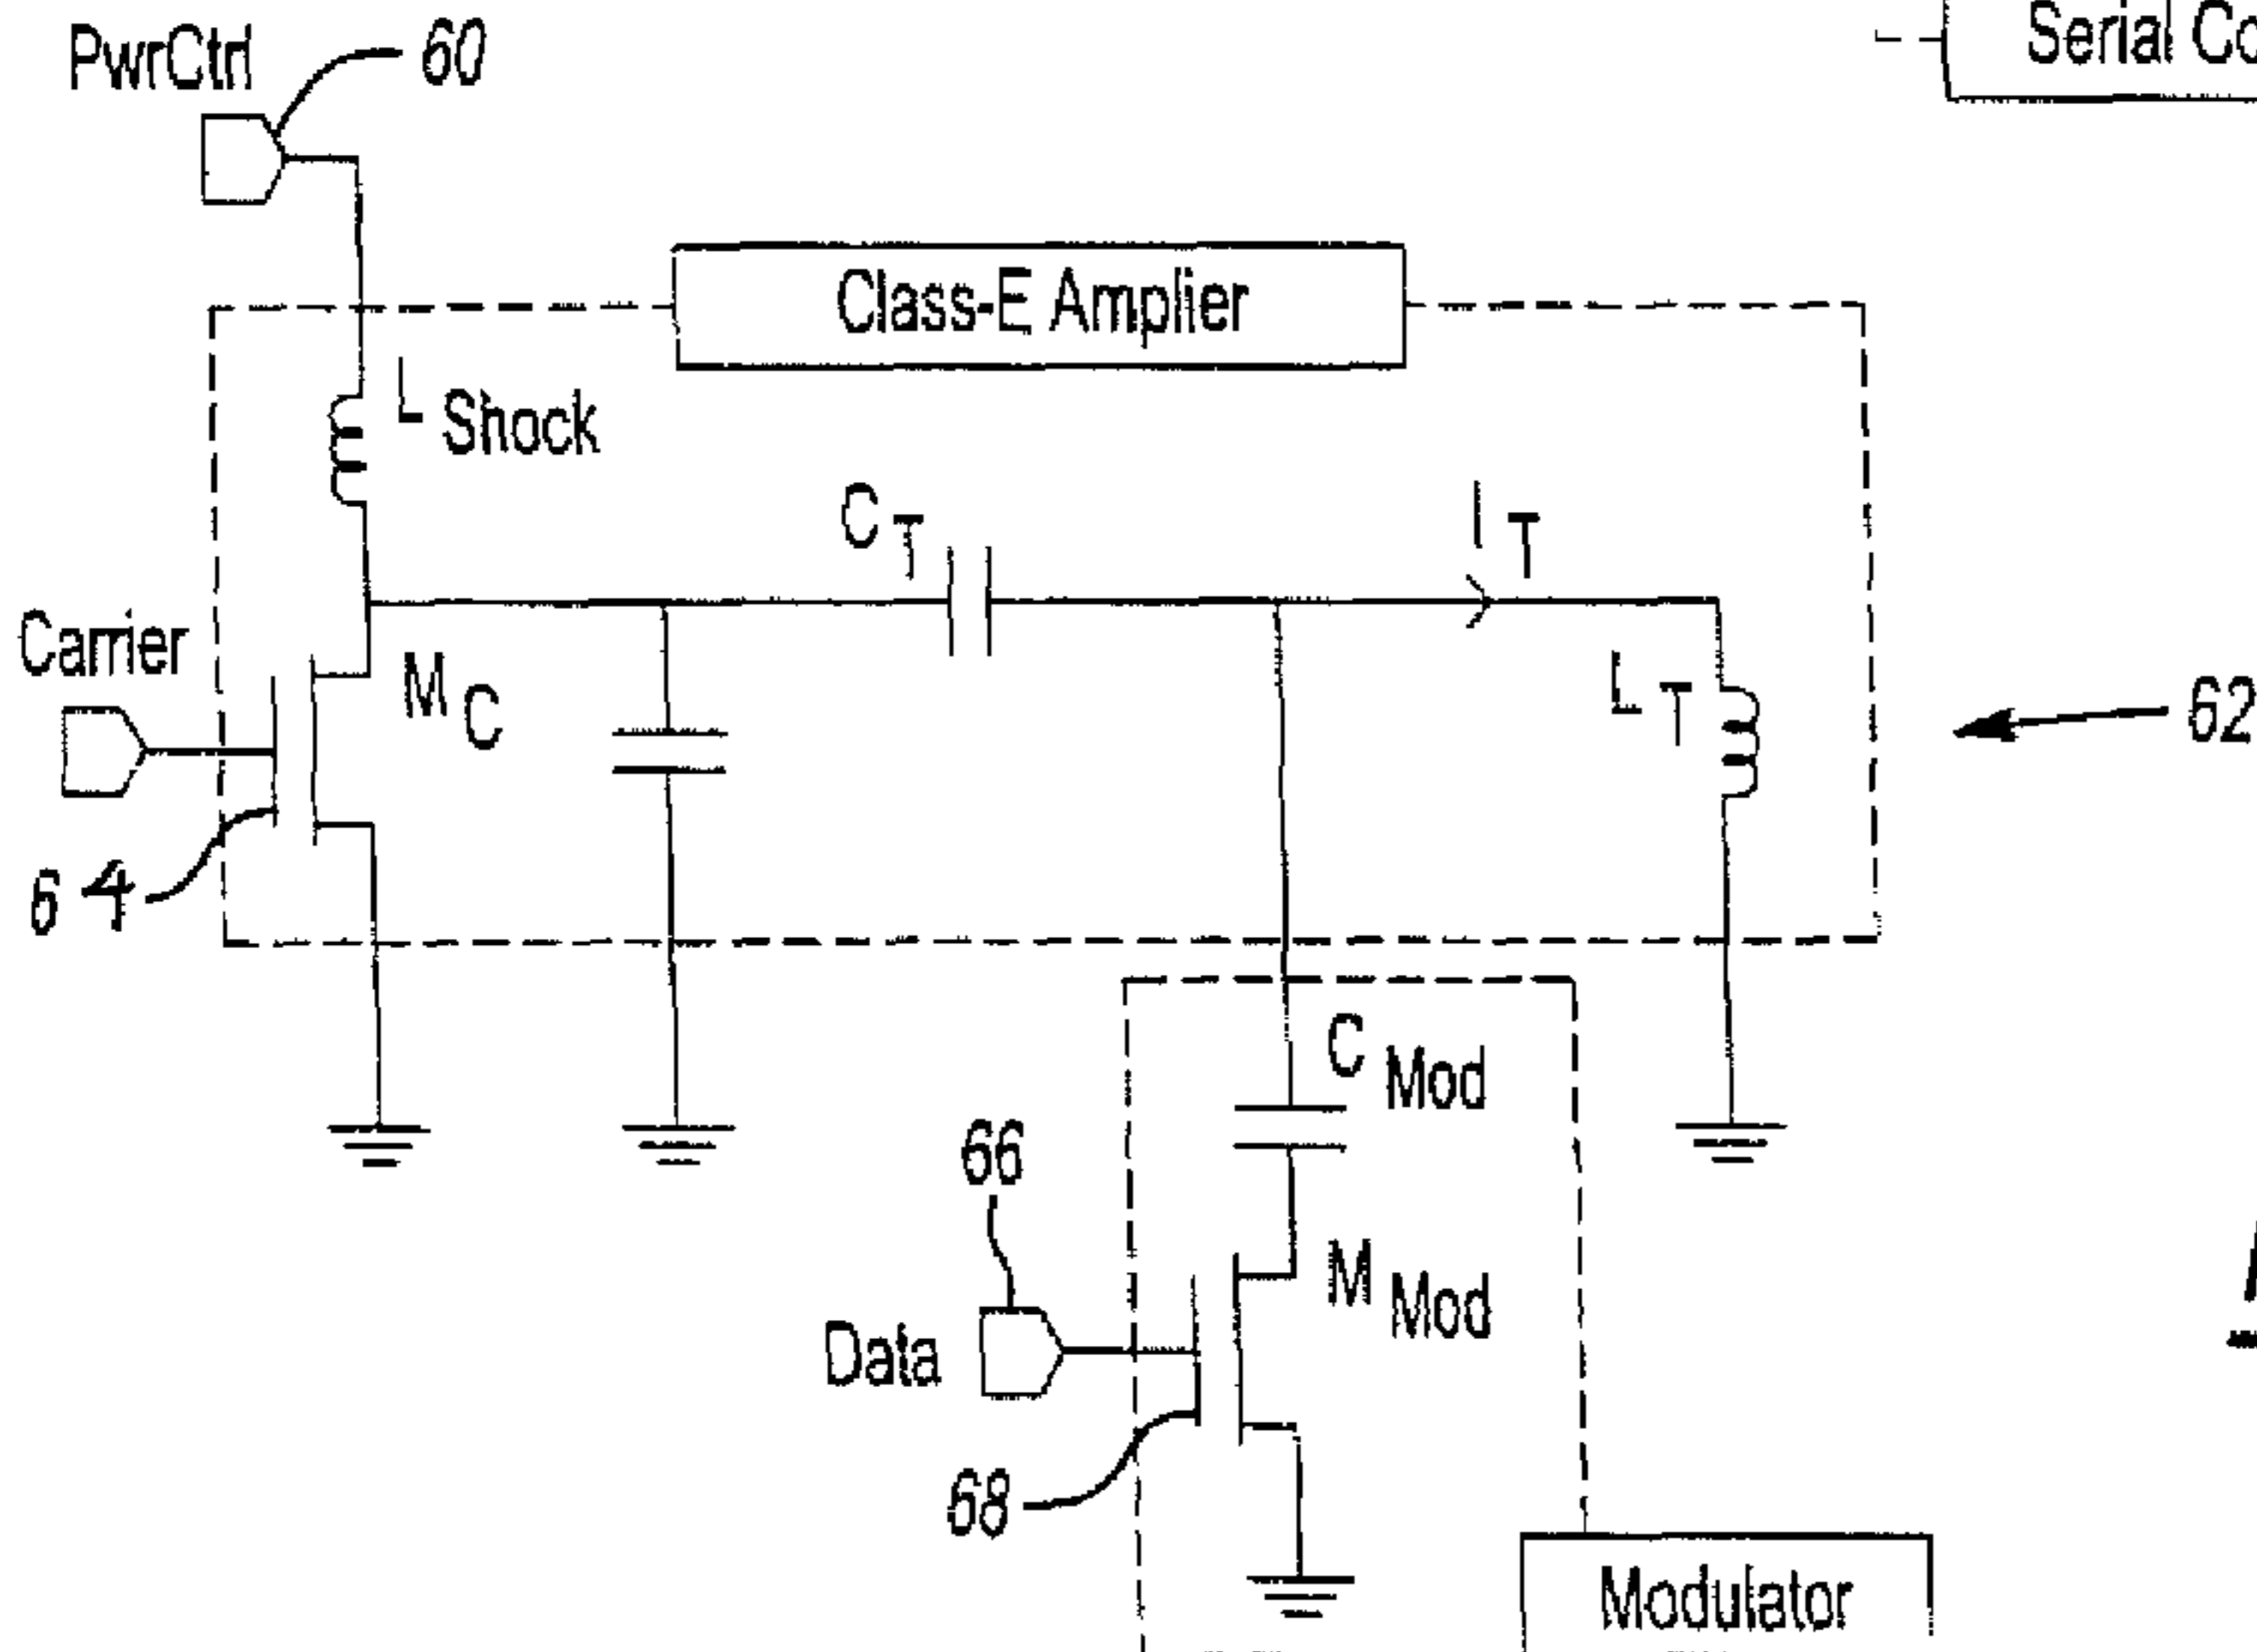 PwrCtrl
60
Serial Co
Class-E Amplier
L Shock
C T
I T
Carrier
M C
L T
62
64
C Mod
66
M Mod
Data
68
Modulator